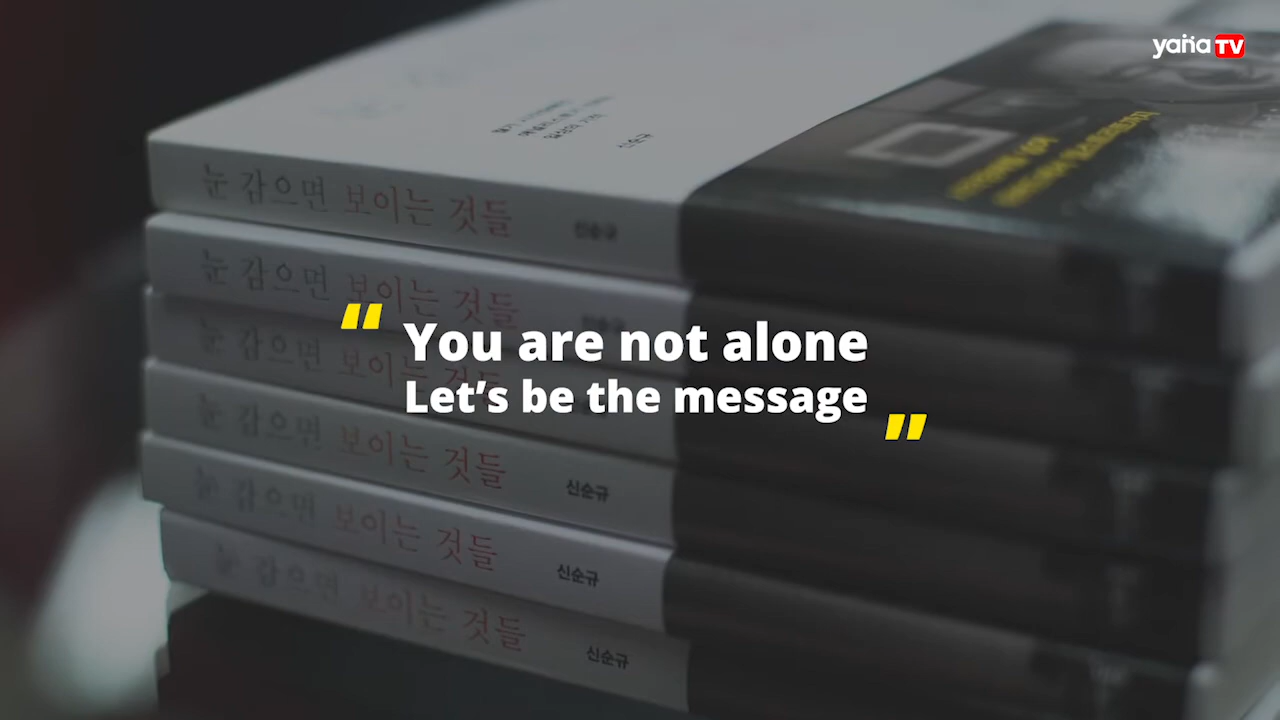 yana TV
신순규
눈 감으면 보이는 것들 신순규
눈 감으면 보이는 것들
“ You are not alone
Let’s be the message ”
눈 감으면 보이는 것들
눈 감으면 보이는 것들 신순규
눈 감으면 보이는 것들 신순규
눈 감으면 보이는 것들 신순규